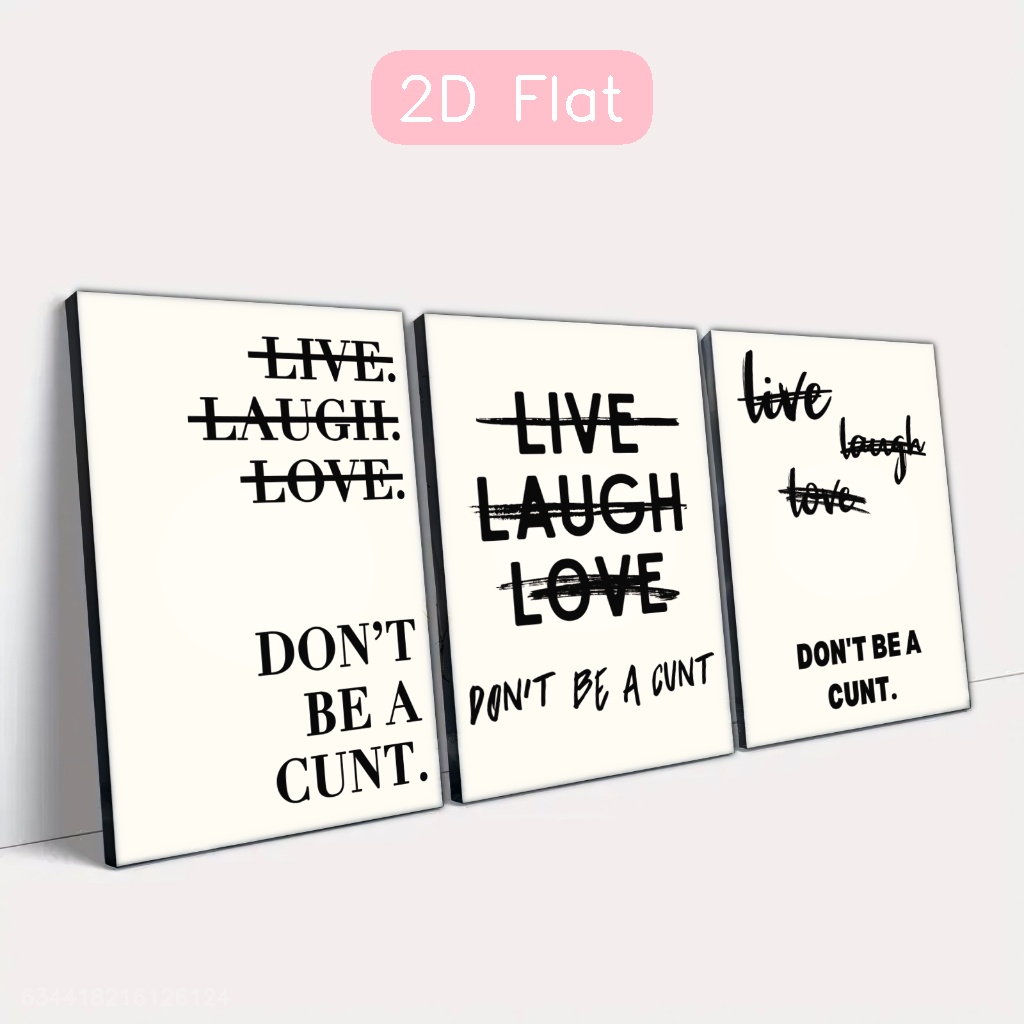 2D Flat
LIVE.
LAUGH.
LOVE.
DON'T
BE A
CUNT.
LIVE
LAUGH
LOVE
DON'T BE A CUNT
live
laugh
love
DON'T BE A
CUNT.